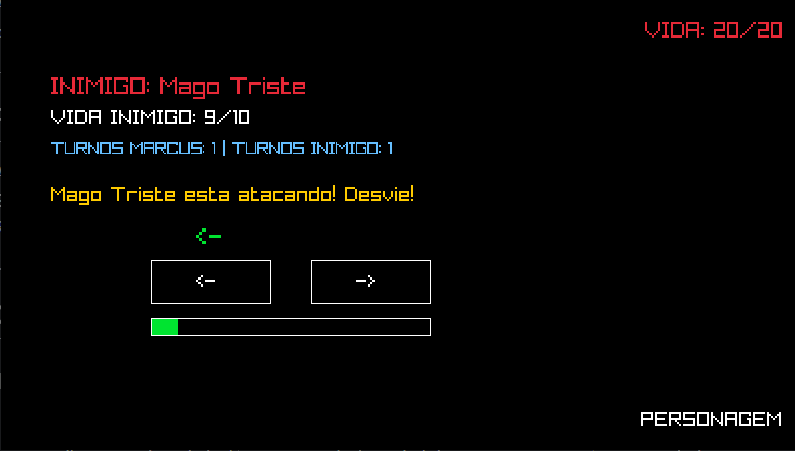 VIDA: 20/20
INIMIGO: Mago Triste
VIDA INIMIGO: 9/10
TURNOS MARCUS: 1 | TURNOS INIMIGO: 1
Mago Triste esta atacando! Desvie!
<-
<- ->
PERSONAGEM